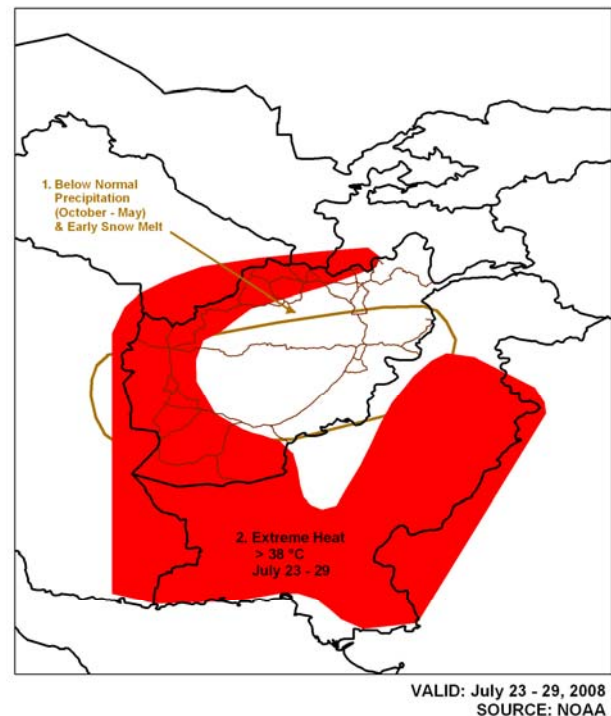 1. Below Normal
Precipitation
(October - May)
& Early Snow Melt
2. Extreme Heat
> 38 °C
July 23 - 29
VALID: July 23 - 29, 2008
SOURCE: NOAA